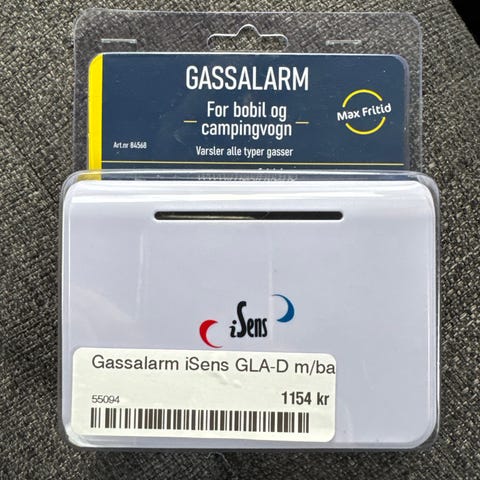 GASSALARM
For bobil og
campingvogn
Max Fritid
Art.nr 84568
Varsler alle typer gasser
iSens
Gassalarm iSens GLA-D m/ba
55094
1154 kr